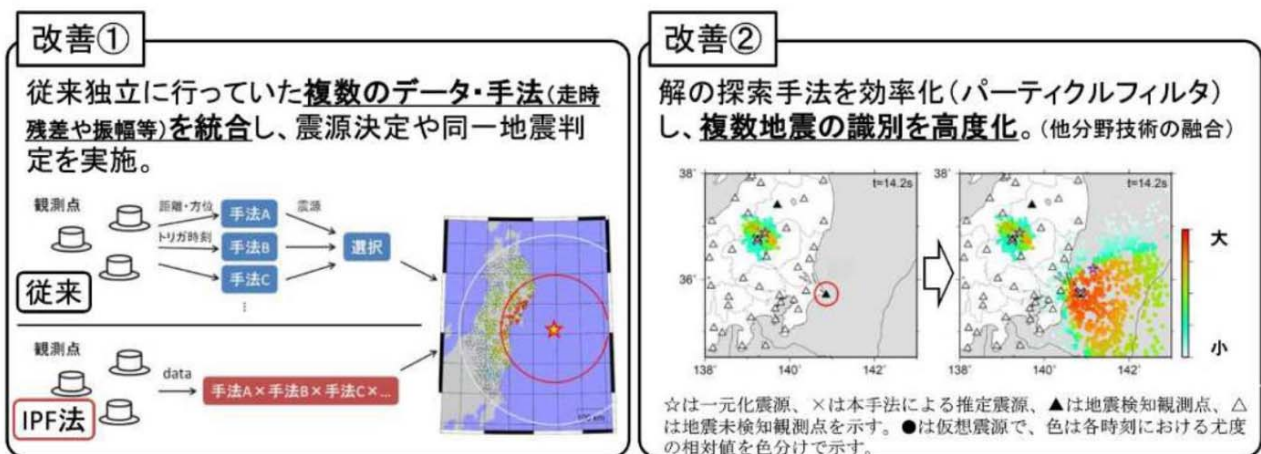 改善①
従来独立に行っていた複数のデータ・手法(走時
残差や振幅等)を統合し、震源決定や同一地震判
定を実施。
観測点
距離・方位
トリガ時刻
手法A
手法B
手法C
⋮
震源
選択
従来
観測点
data
手法A×手法B×手法C×...
IPF法
改善②
解の探索手法を効率化(パーティクルフィルタ)
し、複数地震の識別を高度化。(他分野技術の融合)
38˚
t=14.2s
36˚
138˚
140˚
142˚
38˚
t=14.2s
36˚
138˚
140˚
142˚
大
小
☆は一元化震源、×は本手法による推定震源、▲は地震検知観測点、△
は地震未検知観測点を示す。●は仮想震源で、色は各時刻における尤度
の相対値を色分けで示す。